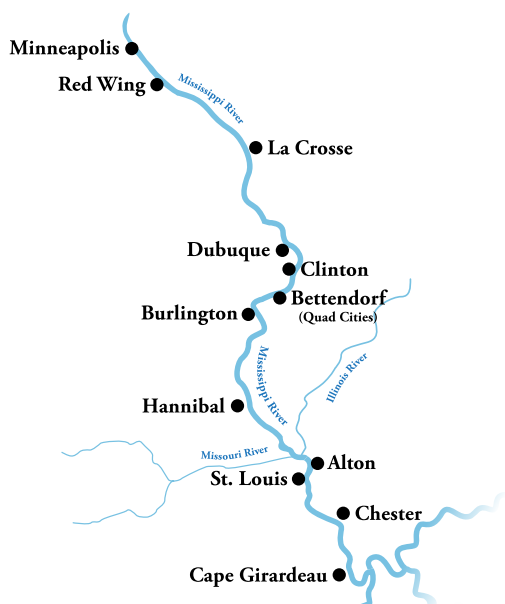 Minneapolis
Red Wing
Mississippi River
La Crosse
Dubuque
Clinton
Bettendorf
(Quad Cities)
Burlington
Mississippi River
Illinois River
Hannibal
Missouri River
Alton
St. Louis
Chester
Cape Girardeau